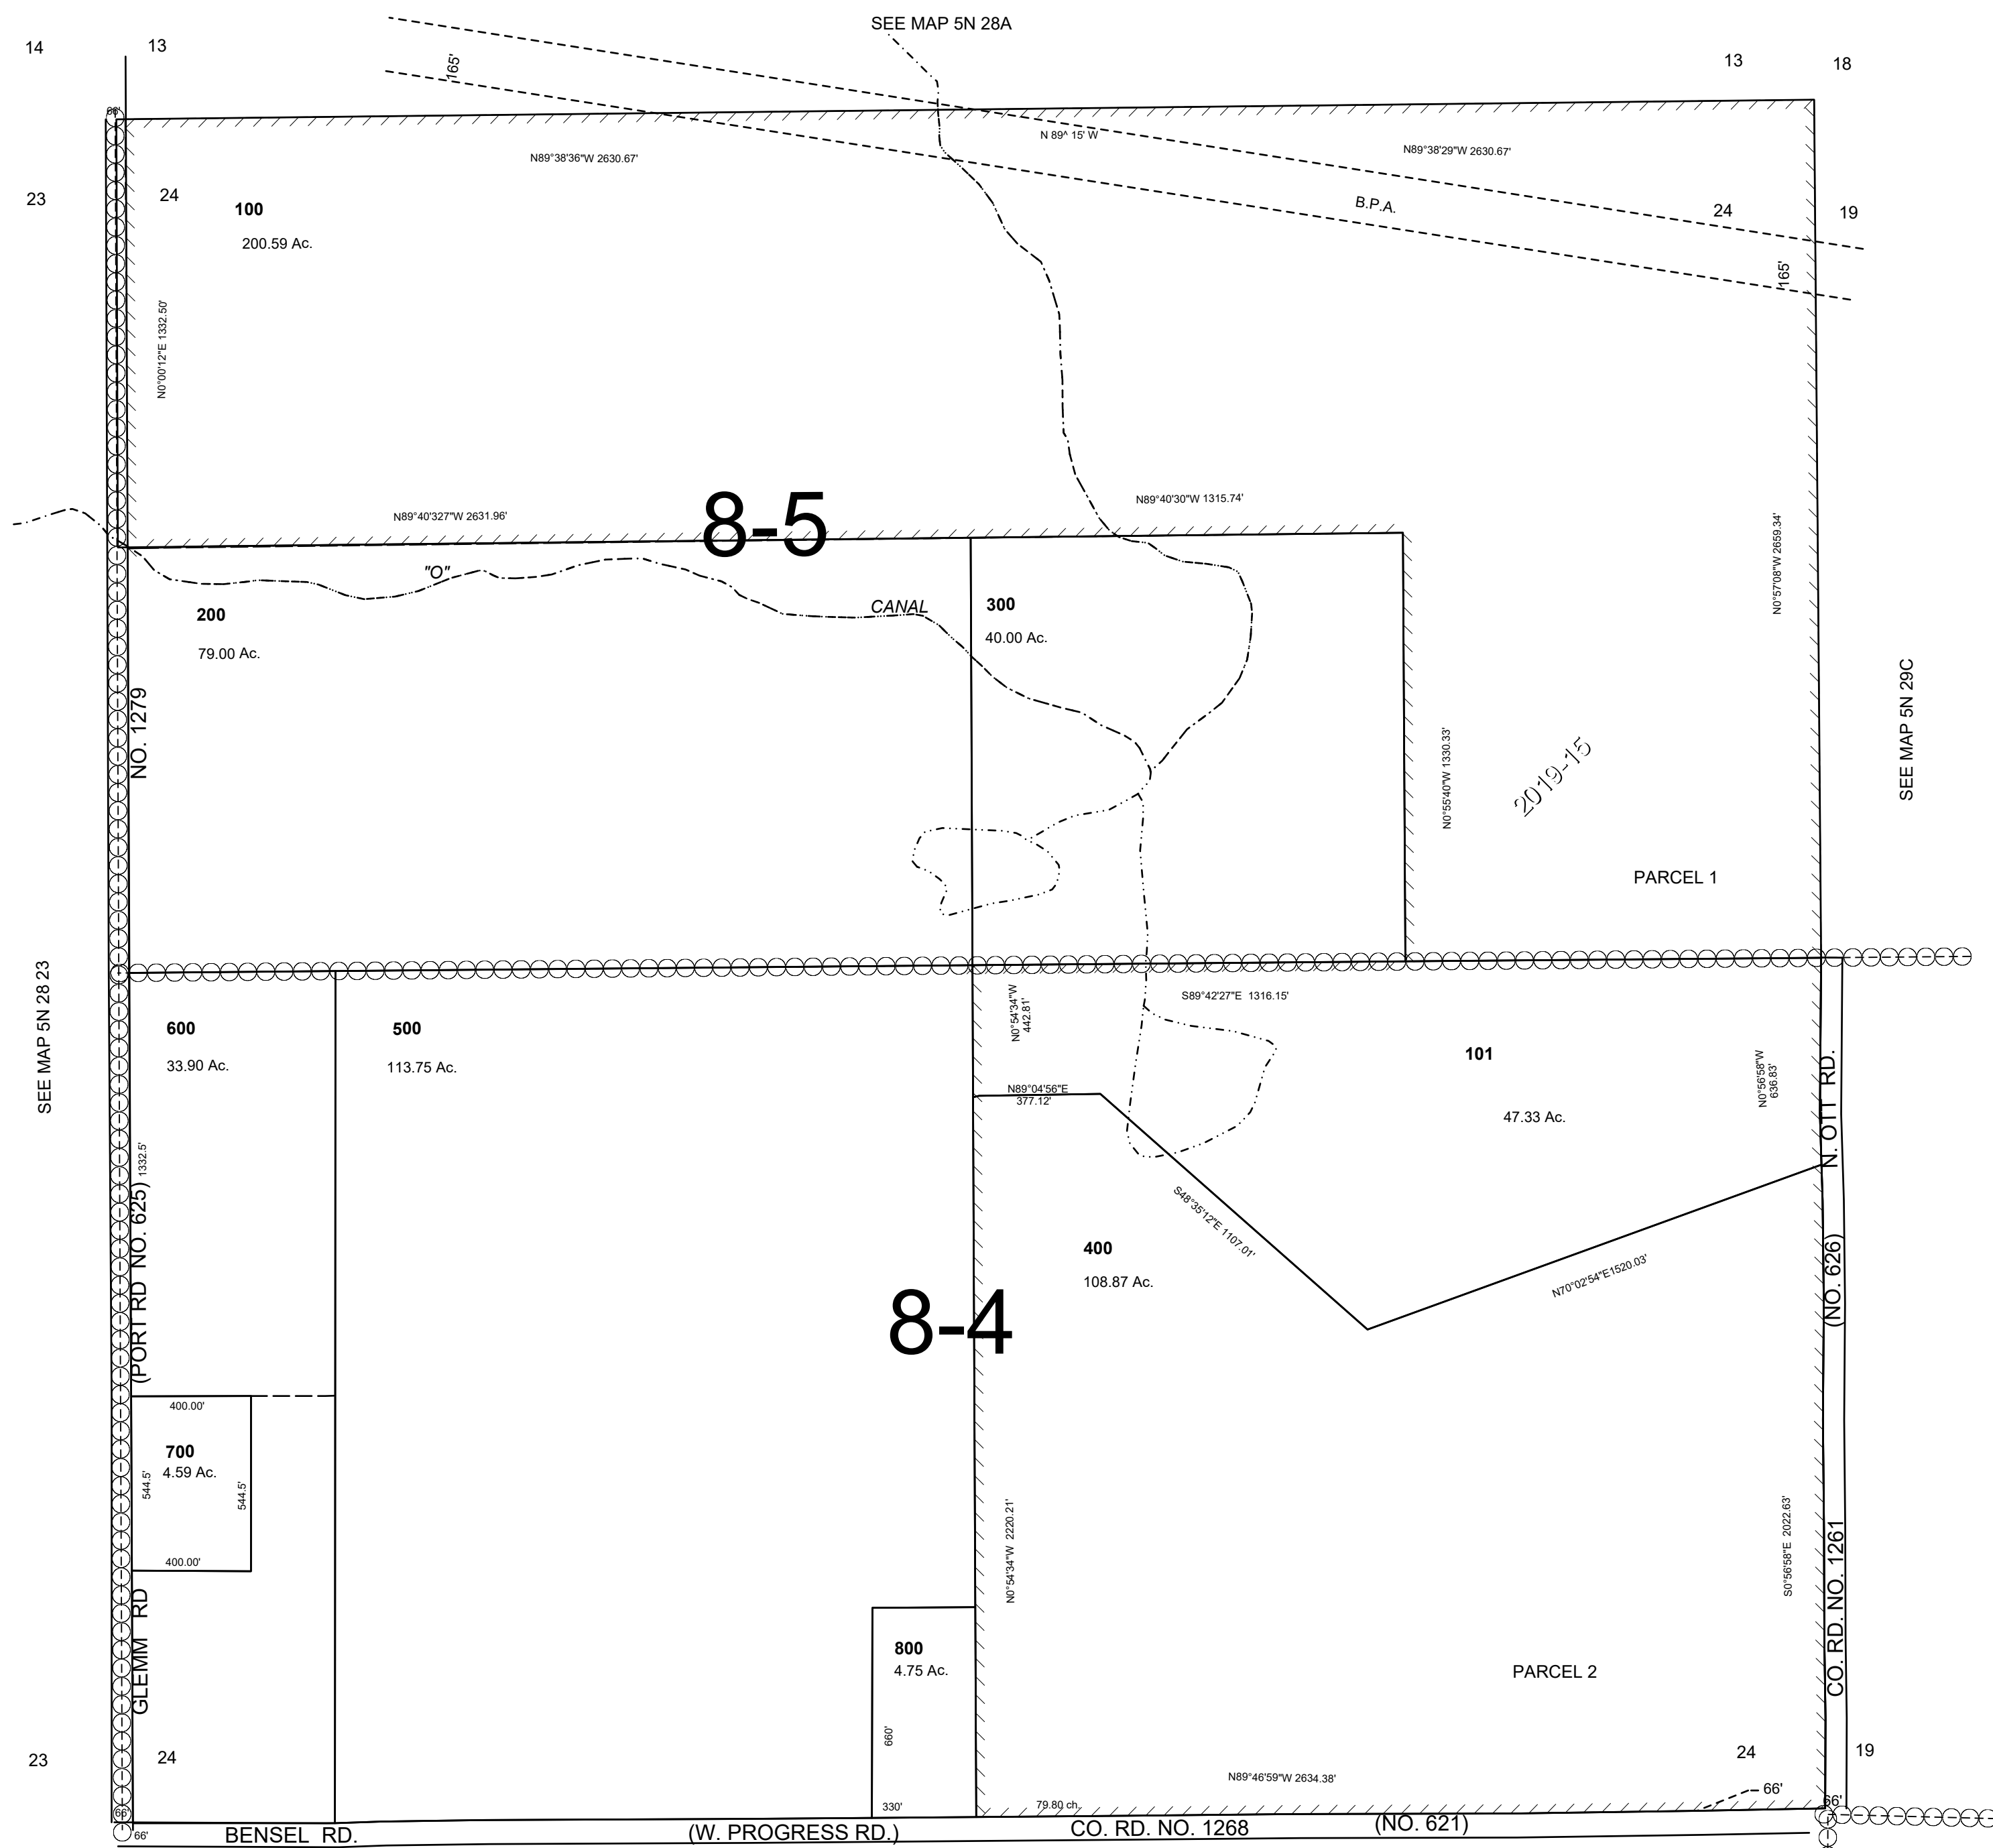 SEE MAP 5N 28A
14
13
165'
13
18
66'
N 89^ 15' W
N89°38'36"W 2630.67'
N89°38'29"W 2630.67'
23
24
100
200.59 Ac.
B.P.A.
24
19
165'
N0°00'12"E 1332.50'
N89°40'327"W 2631.96'
8-5
N89°40'30"W 1315.74'
N0°57'08"W 2659.34'
"O"
CANAL
200
79.00 Ac.
300
40.00 Ac.
NO. 1279
N0°55'40"W 1330.33'
2019-15
SEE MAP 5N 29C
PARCEL 1
SEE MAP 5N 28 23
600
33.90 Ac.
500
113.75 Ac.
N0°54'34"W
442.81'
S89°42'27"E 1316.15'
101
47.33 Ac.
N0°56'58"W
636.83'
N. OTT RD.
N89°04'56"E
377.12'
1332.5'
(PORT RD NO. 625)
S48°35'12"E 1107.01'
400
108.87 Ac.
N70°02'54"E1520.03'
(NO. 626)
8-4
400.00'
700
4.59 Ac.
544.5'
544.5'
400.00'
N0°54'34"W 2220.21'
S0°56'58"E 2022.63'
CO. RD. NO. 1261
GLEMM RD
800
4.75 Ac.
660'
PARCEL 2
23
24
24
19
N89°46'59"W 2634.38'
66'
66'
330'
79.80 ch.
66'
66'
BENSEL RD.
(W. PROGRESS RD.)
CO. RD. NO. 1268
(NO. 621)